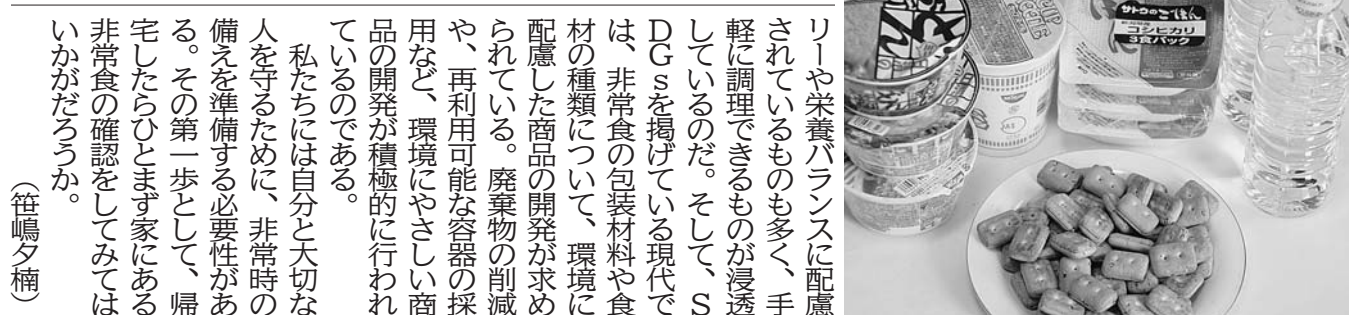 リーや栄養バランスに配慮
されているものも多く、手
軽に調理できるものが浸透
しているのだ。そして、S
DGsを掲げている現代で
は、非常食の包装材料や食
材の種類について、環境に
配慮した商品の開発が求め
られている。廃棄物の削減
や、再利用可能な容器の採
用など、環境にやさしい商
品の開発が積極的に行われ
ているのである。
私たちには自分と大切な
人を守るために、非常時の
備えを準備する必要性があ
る。その第一歩として、帰
宅したらひとまず家にある
非常食の確認をしてみては
いかがだろうか。
(笹嶋夕楠)
サトウのごはん
コシヒカリ
3食パック